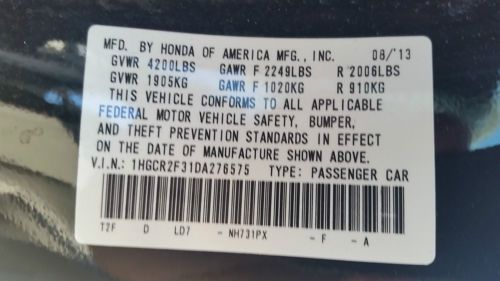 MFD. BY HONDA OF AMERICA MFG., INC. 08/'13
GVWR 4200LBS GAWR F 2249LBS R 2006LBS
GVWR 1905KG GAWR F 1020KG R 910KG
THIS VEHICLE CONFORMS TO ALL APPLICABLE
FEDERAL MOTOR VEHICLE SAFETY, BUMPER,
AND THEFT PREVENTION STANDARDS IN EFFECT
ON THE DATE OF MANUFACTURE SHOWN ABOVE.
V.I.N.: 1HGCR2F31DA276575 TYPE: PASSENGER CAR
T2F D LD7 - NH731PX - F - A